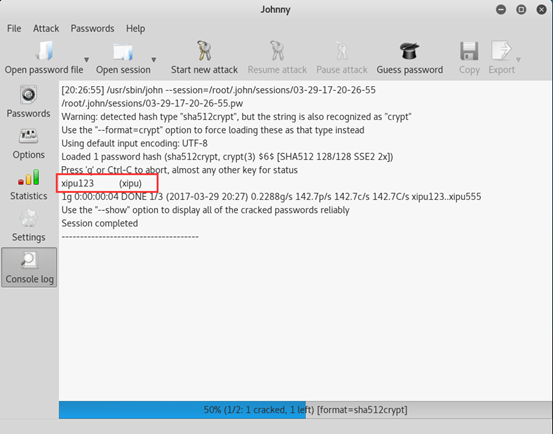 Johnny
File Attack Passwords Help
Open password file Open session Start new attack Resume attack Pause attack Guess password Copy Export
Passwords
Options
Statistics
Settings
Console log
[20:26:55] /usr/sbin/john --session=/root/.john/sessions/03-29-17-20-26-55
/root/.john/sessions/03-29-17-20-26-55.pw
Warning: detected hash type "sha512crypt", but the string is also recognized as "crypt"
Use the "--format=crypt" option to force loading these as that type instead
Using default input encoding: UTF-8
Loaded 1 password hash (sha512crypt, crypt(3) $6$ [SHA512 128/128 SSE2 2x])
Press 'q' or Ctrl-C to abort, almost any other key for status
xipu123 (xipu)
1g 0:00:00:04 DONE 1/3 (2017-03-29 20:27) 0.2288g/s 142.7p/s 142.7c/s 142.7C/s xipu123..xipu555
Use the "--show" option to display all of the cracked passwords reliably
Session completed
------------------------------------
50% (1/2: 1 cracked, 1 left) [format=sha512crypt]